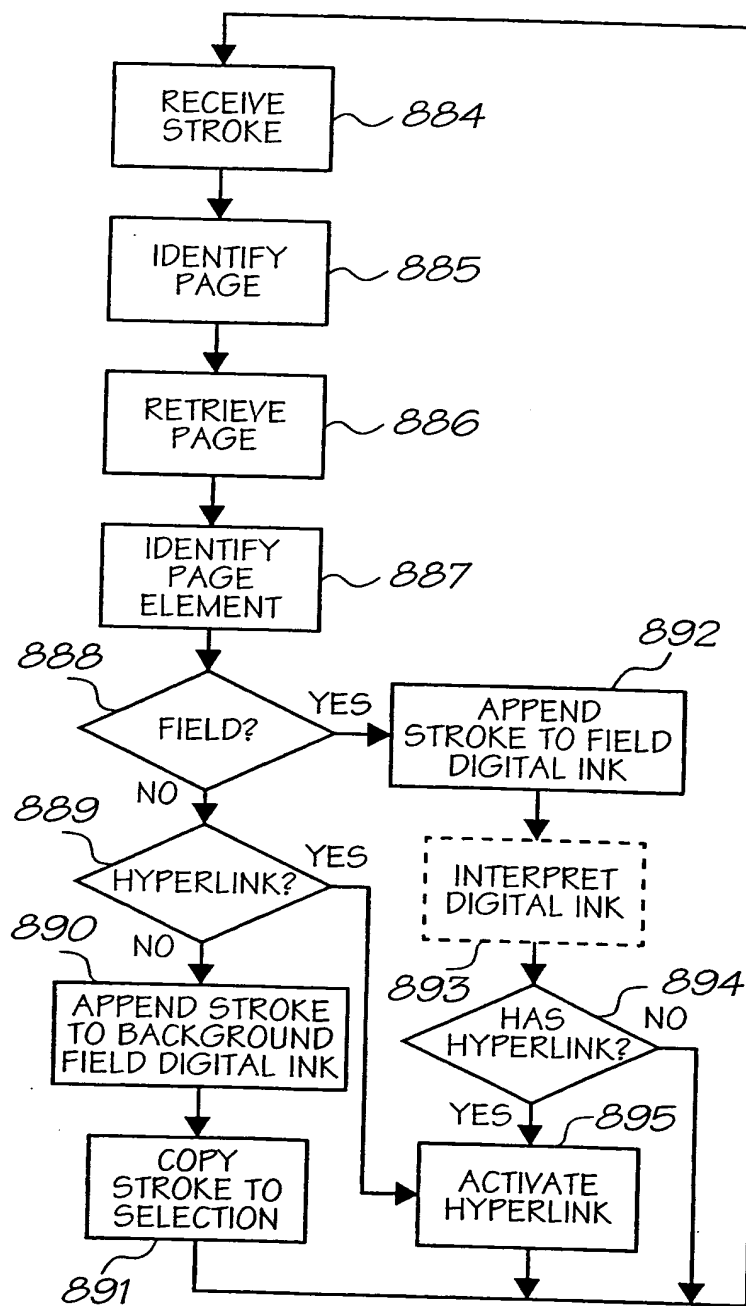 RECEIVE
STROKE
884
IDENTIFY
PAGE
885
RETRIEVE
PAGE
886
IDENTIFY
PAGE
ELEMENT
887
888
FIELD?
YES
NO
892
APPEND
STROKE TO FIELD
DIGITAL INK
889
HYPERLINK?
YES
NO
INTERPRET
DIGITAL INK
893
890
APPEND STROKE
TO BACKGROUND
FIELD DIGITAL INK
894
HAS
HYPERLINK?
NO
YES
895
COPY
STROKE TO
SELECTION
891
ACTIVATE
HYPERLINK